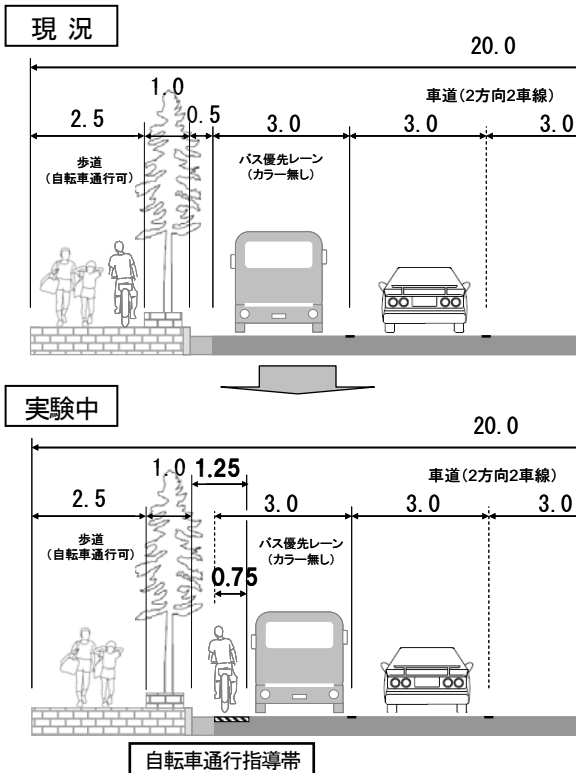 現 況
20.0
1.0
車道(2方向2車線)
2.5
0.5
3.0
3.0
3.0
歩道
(自転車通行可)
バス優先レーン
(カラー無し)
実験中
20.0
1.0
1.25
車道(2方向2車線)
2.5
3.0
3.0
3.0
歩道
(自転車通行可)
バス優先レーン
(カラー無し)
0.75
自転車通行指導帯